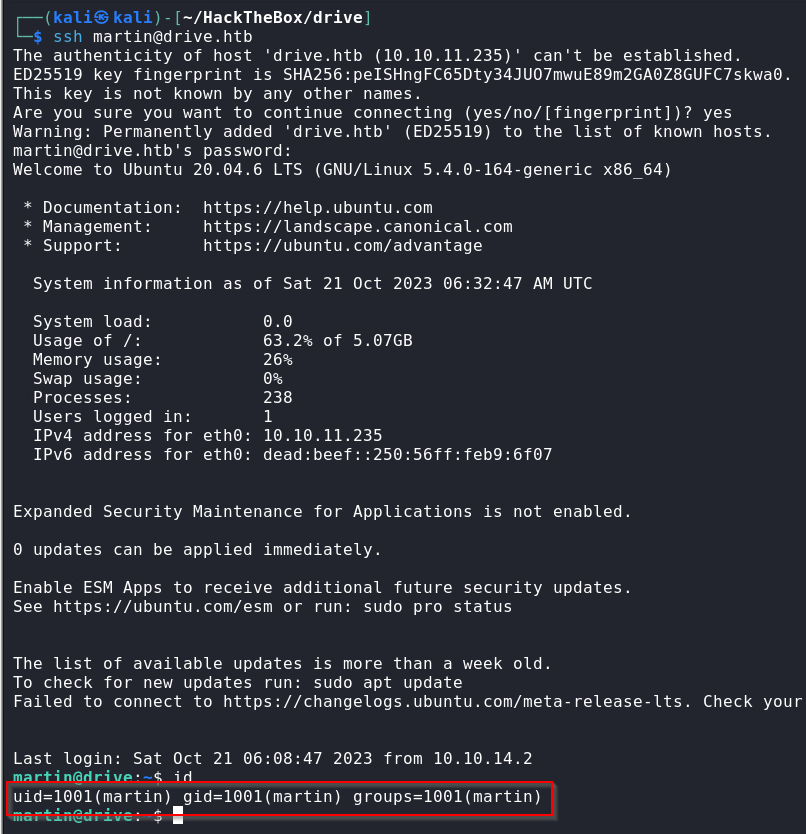 ┌──(kali㉿kali)-[~/HackTheBox/drive]
└─$ ssh martin@drive.htb
The authenticity of host 'drive.htb (10.10.11.235)' can't be established.
ED25519 key fingerprint is SHA256:peISHngFC65Dty34JUO7mwuE89m2GA0Z8GUFC7skwa0.
This key is not known by any other names.
Are you sure you want to continue connecting (yes/no/[fingerprint])? yes
Warning: Permanently added 'drive.htb' (ED25519) to the list of known hosts.
martin@drive.htb's password:
Welcome to Ubuntu 20.04.6 LTS (GNU/Linux 5.4.0-164-generic x86_64)
* Documentation:  https://help.ubuntu.com
* Management:     https://landscape.canonical.com
* Support:        https://ubuntu.com/advantage
System information as of Sat 21 Oct 2023 06:32:47 AM UTC
System load:           0.0
Usage of /:            63.2% of 5.07GB
Memory usage:          26%
Swap usage:            0%
Processes:             238
Users logged in:       1
IPv4 address for eth0: 10.10.11.235
IPv6 address for eth0: dead:beef::250:56ff:feb9:6f07
Expanded Security Maintenance for Applications is not enabled.
0 updates can be applied immediately.
Enable ESM Apps to receive additional future security updates.
See https://ubuntu.com/esm or run: sudo pro status
The list of available updates is more than a week old.
To check for new updates run: sudo apt update
Failed to connect to https://changelogs.ubuntu.com/meta-release-lts. Check your
Last login: Sat Oct 21 06:08:47 2023 from 10.10.14.2
martin@drive:~$ id
uid=1001(martin) gid=1001(martin) groups=1001(martin)
martin@drive:~$